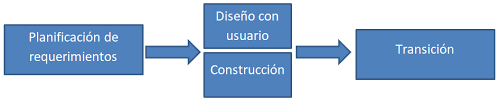 Planificación de
requerimientos
Diseño con
usuario
Construcción
Transición